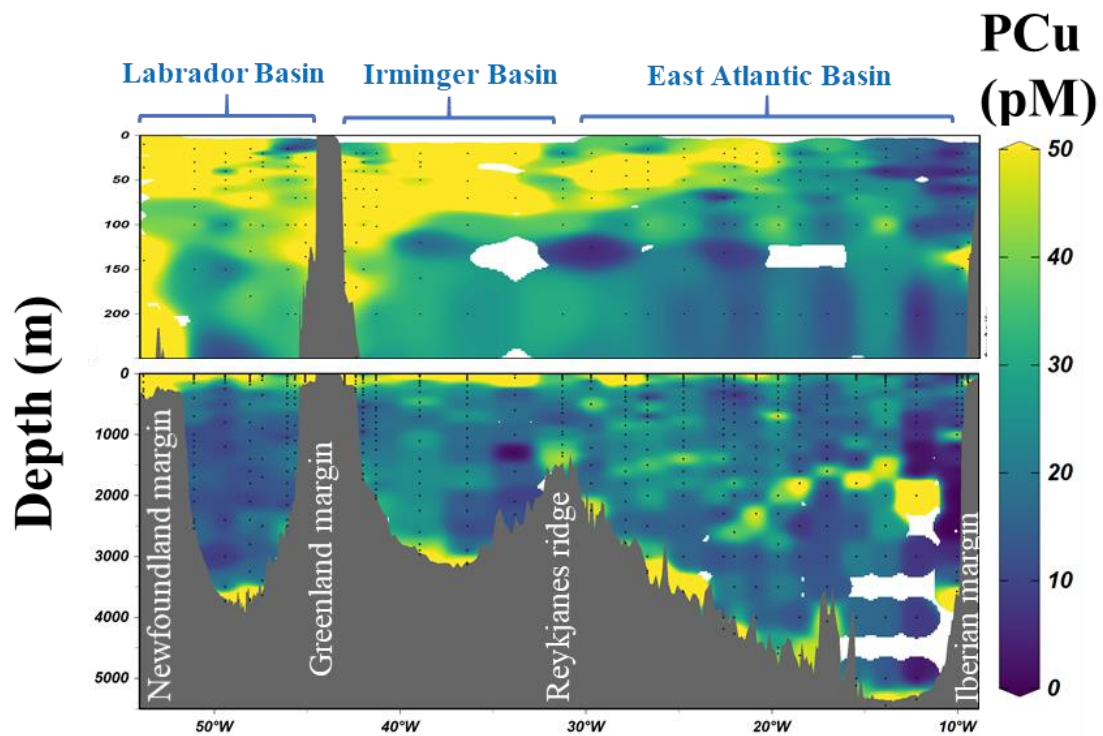 PCu
(pM)
Labrador Basin
Irminger Basin
East Atlantic Basin
0
50
100
150
200
0
1000
2000
3000
4000
5000
Depth (m)
Newfoundland margin
Greenland margin
Reykjanes ridge
Iberian margin
50
40
30
20
10
0
50°W
40°W
30°W
20°W
10°W